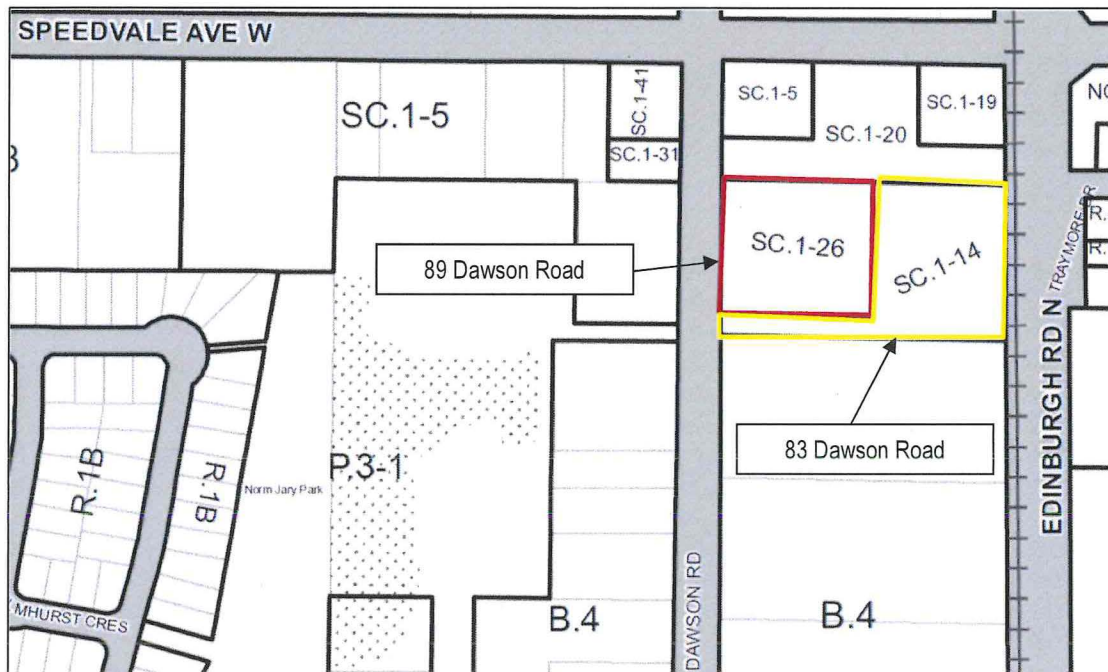 SPEEDVALE AVE W
SC.1-5
SC.1-41
SC.1-31
SC.1-5
SC.1-20
SC.1-19
89 Dawson Road
SC.1-26
SC.1-14
TRAYMORE DR
83 Dawson Road
EDINBURGH RD N
R.1B
R.1B
Norm Jary Park
P.3-1
DAWSON RD
B.4
B.4
MHURST CRES
R.
R.